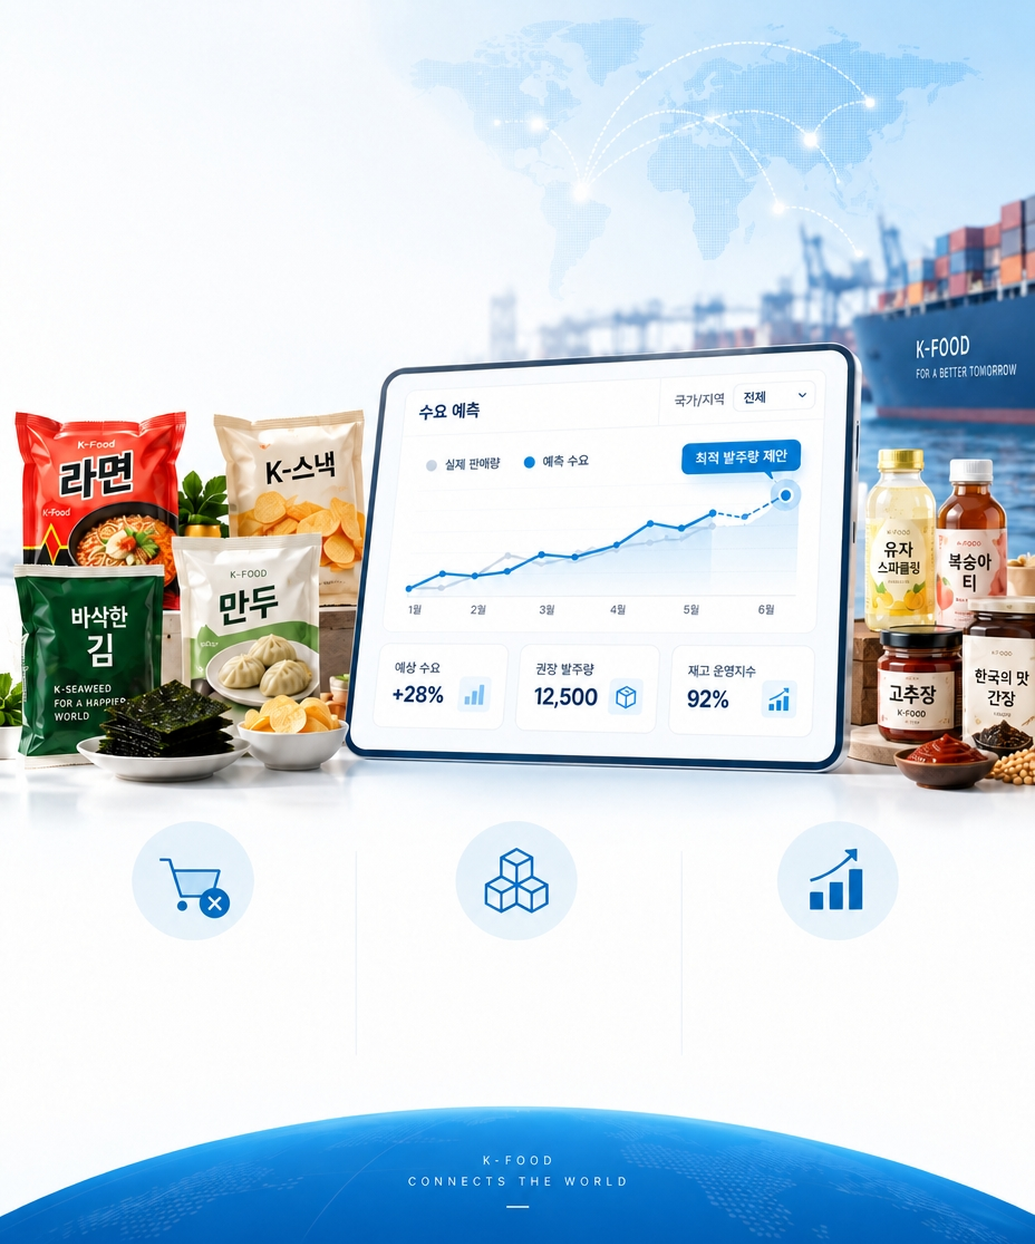 K-FOOD
FOR A BETTER TOMORROW
수요 예측
국가/지역
전체
실제 판매량
예측 수요
최적 발주량 제안
1월
2월
3월
4월
5월
6월
예상 수요
+28%
권장 발주량
12,500
재고 운영지수
92%
K-Food
라면
K-Food
K-스낵
바삭한
김
K-SEAWEED
FOR A HAPPIER
WORLD
K-FOOD
만두
K-FOOD
유자
스파클링
K-FOOD
복숭아
티
고추장
K-FOOD
K-FOOD
한국의 맛
간장
K-FOOD
CONNECTS THE WORLD